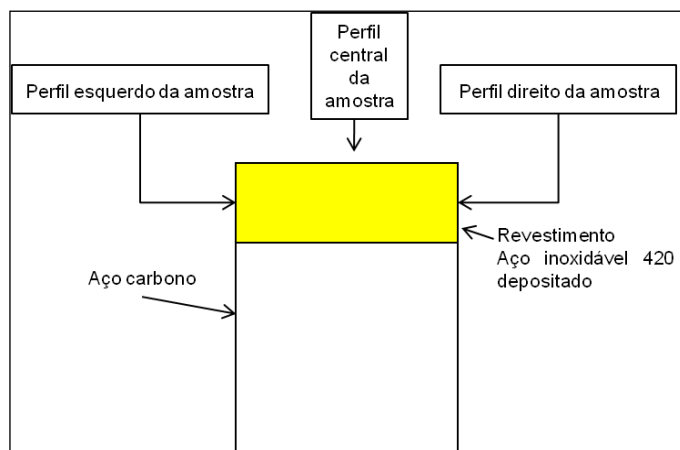 Perfil
central
da
amostra
Perfil esquerdo da amostra
Perfil direito da amostra
Revestimento
Aço inoxidável 420
depositado
Aço carbono